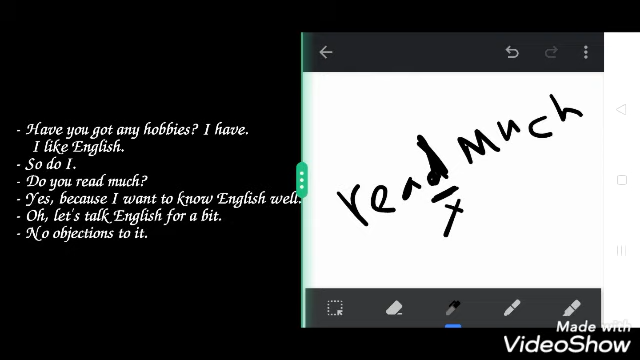 - Have you got any hobbies? I have.
I like English.
- So do I.
- Do you read much?
- Yes, because I want to know English well.
- Oh, let's talk English for a bit.
- No objections to it.
read Much
x
Made with
VideoShow